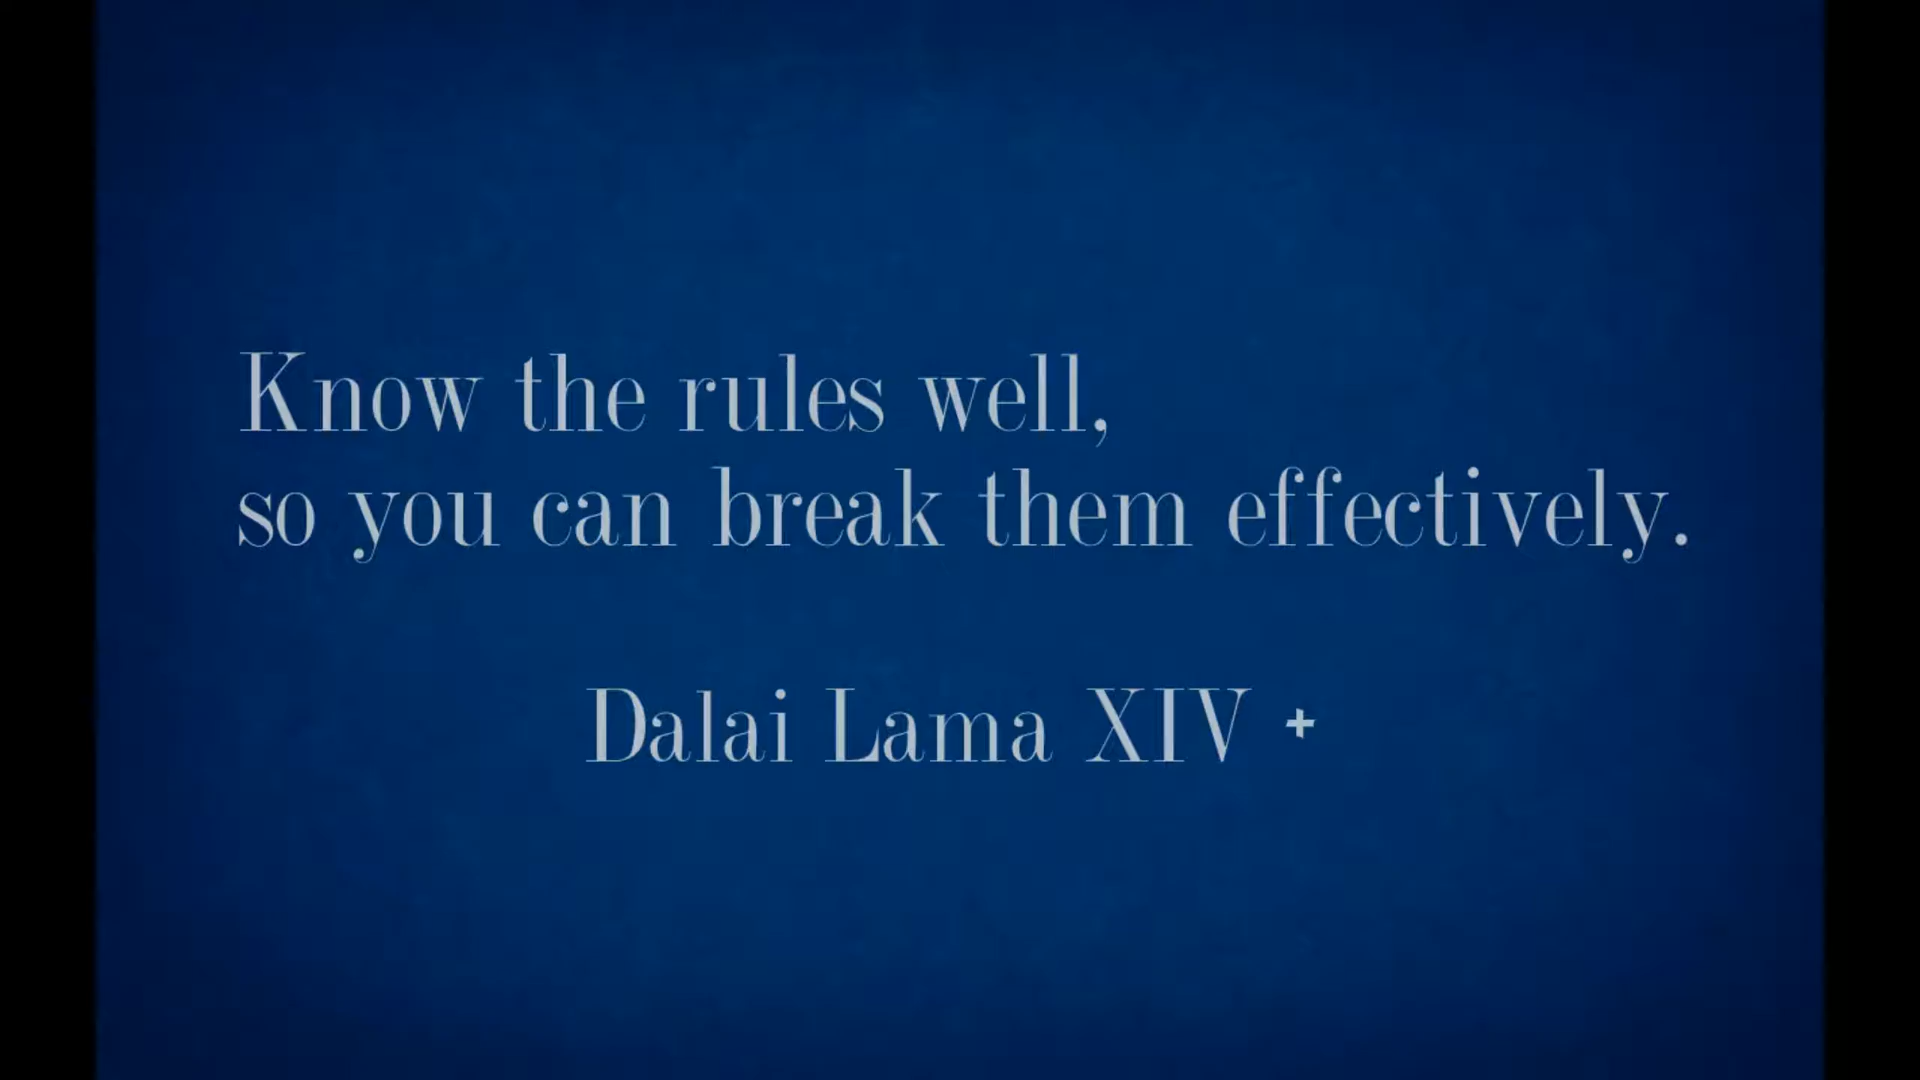 Know the rules well,
so you can break them effectively.
Dalai Lama XIV +